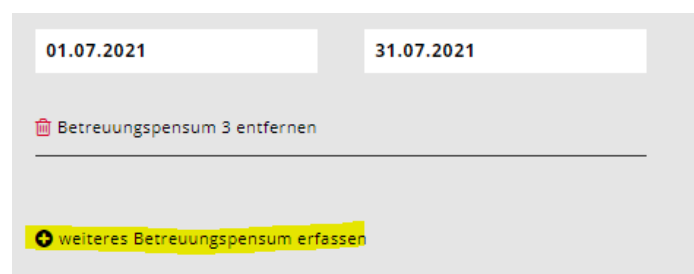 01.07.2021 31.07.2021
Betreuungspensum 3 entfernen
weiteres Betreuungspensum erfassen